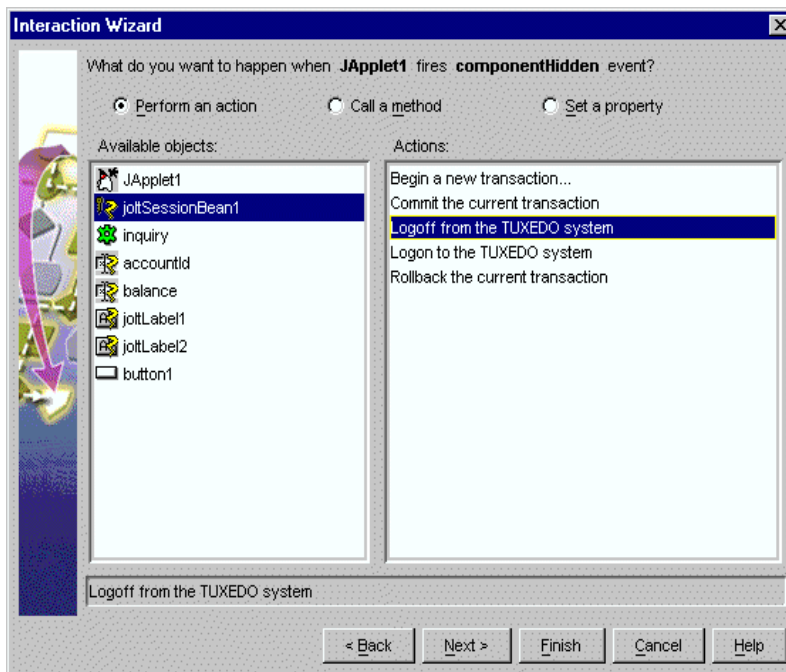 Interaction Wizard
What do you want to happen when JApplet1 fires componentHidden event?
Perform an action
Call a method
Set a property
Available objects:
JApplet1
joltSessionBean1
inquiry
accountId
balance
joltLabel1
joltLabel2
button1
Actions:
Begin a new transaction...
Commit the current transaction
Logoff from the TUXEDO system
Logon to the TUXEDO system
Rollback the current transaction
Logoff from the TUXEDO system
< Back
Next >
Finish
Cancel
Help